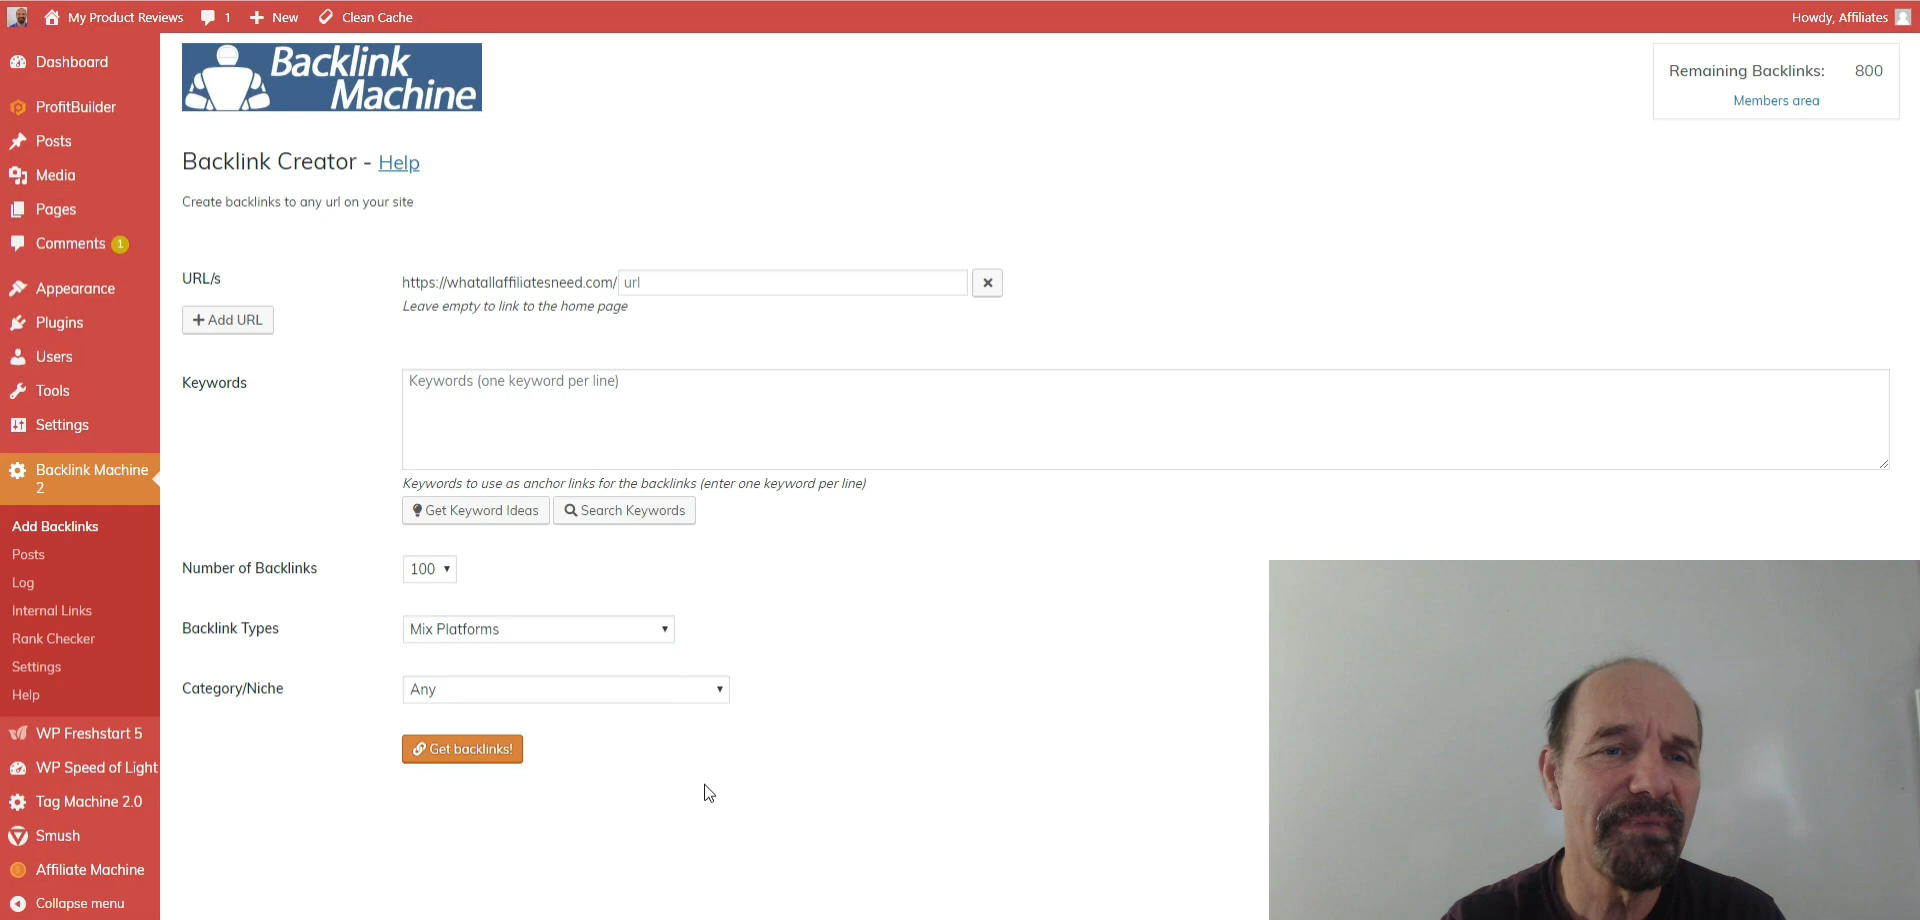 My Product Reviews 1 New Clean Cache Howdy, Affiliates
Dashboard
ProfitBuilder
Posts
Media
Pages
Comments 1
Appearance
Plugins
Users
Tools
Settings
Backlink Machine
2
Add Backlinks
Posts
Log
Internal Links
Rank Checker
Settings
Help
WP Freshstart 5
WP Speed of Light
Tag Machine 2.0
Smush
Affiliate Machine
Collapse menu
Backlink
Machine
Remaining Backlinks: 800
Members area
Backlink Creator - Help
Create backlinks to any url on your site
URL/s
https://whatallaffiliatesneed.com/ url
Leave empty to link to the home page
Add URL
Keywords
Keywords (one keyword per line)
Keywords to use as anchor links for the backlinks (enter one keyword per line)
Get Keyword Ideas Search Keywords
Number of Backlinks 100
Backlink Types Mix Platforms
Category/Niche Any
Get backlinks!